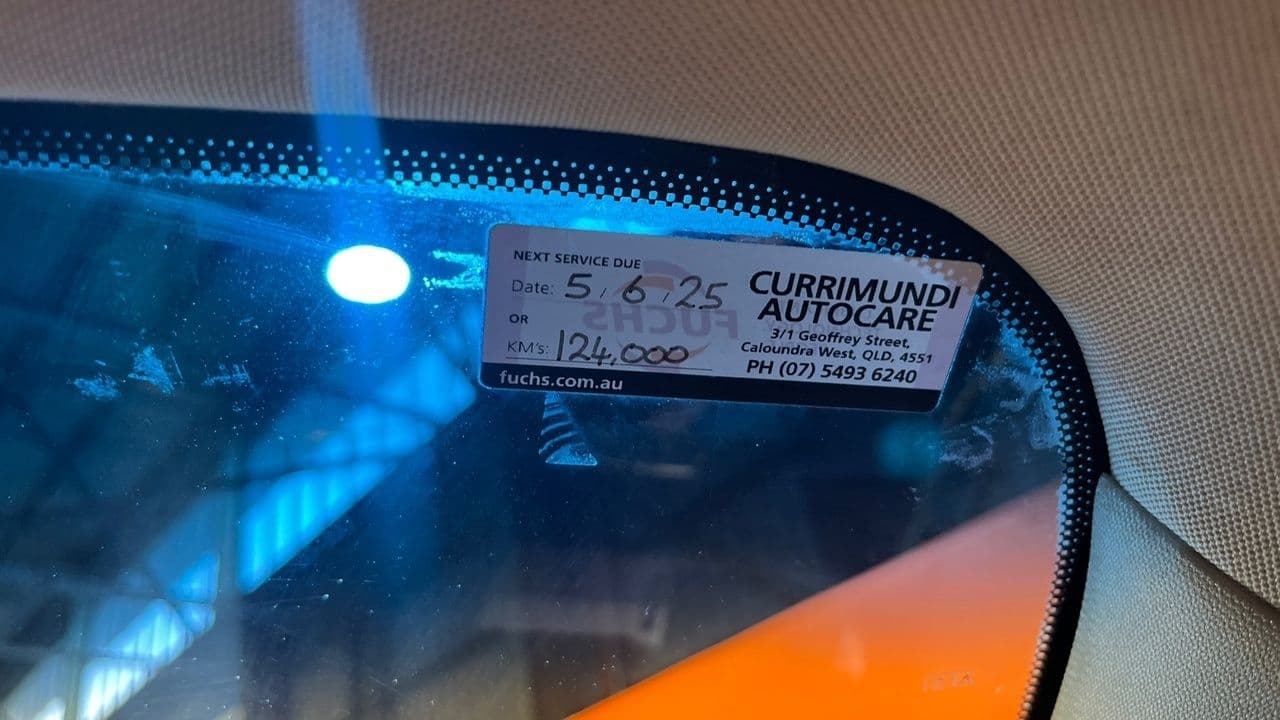 NEXT SERVICE DUE
Date: 5/6/25
OR
KM's: 124,000
fuchs.com.au
CURRIMUNDI
AUTOCARE
3/1 Geoffrey Street,
Caloundra West, QLD, 4551
PH (07) 5493 6240
FUCHS